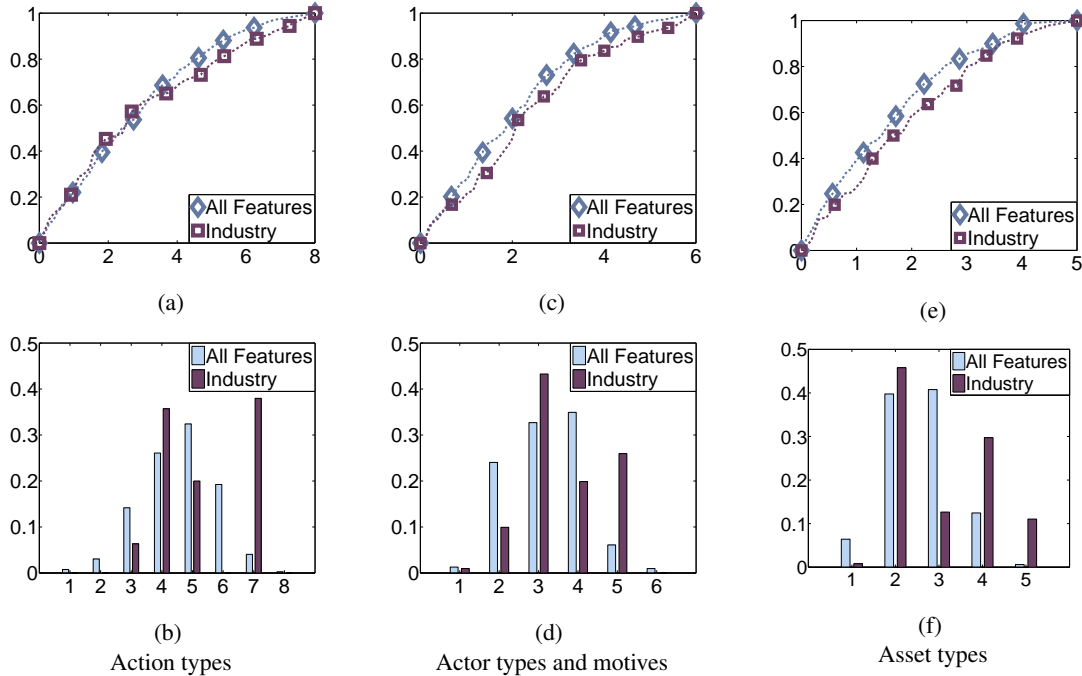 1
0.8
0.6
0.4
0.2
0
0 2 4 6 8
All Features
Industry
(a)
1
0.8
0.6
0.4
0.2
0
0 2 4 6
All Features
Industry
(c)
1
0.8
0.6
0.4
0.2
0
0 1 2 3 4 5
All Features
Industry
(e)
0.5
0.4
0.3
0.2
0.1
0
1 2 3 4 5 6 7 8
All Features
Industry
(b)
Action types
0.5
0.4
0.3
0.2
0.1
0
1 2 3 4 5 6
All Features
Industry
(d)
Actor types and motives
0.5
0.4
0.3
0.2
0.1
0
1 2 3 4 5
All Features
Industry
(f)
Asset types